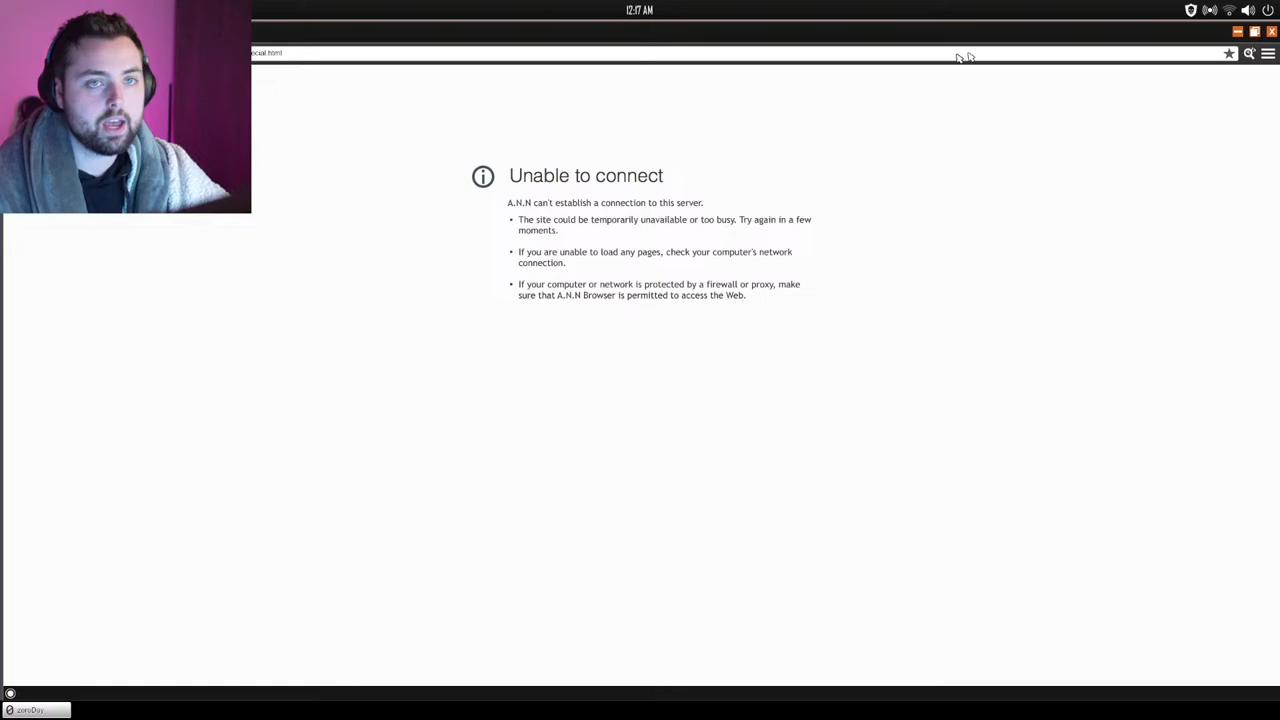 12:17 AM
ecial.html
Unable to connect
A.N.N can't establish a connection to this server.
• The site could be temporarily unavailable or too busy. Try again in a few
moments.
• If you are unable to load any pages, check your computer's network
connection.
• If your computer or network is protected by a firewall or proxy, make
sure that A.N.N Browser is permitted to access the Web.
zeroDay